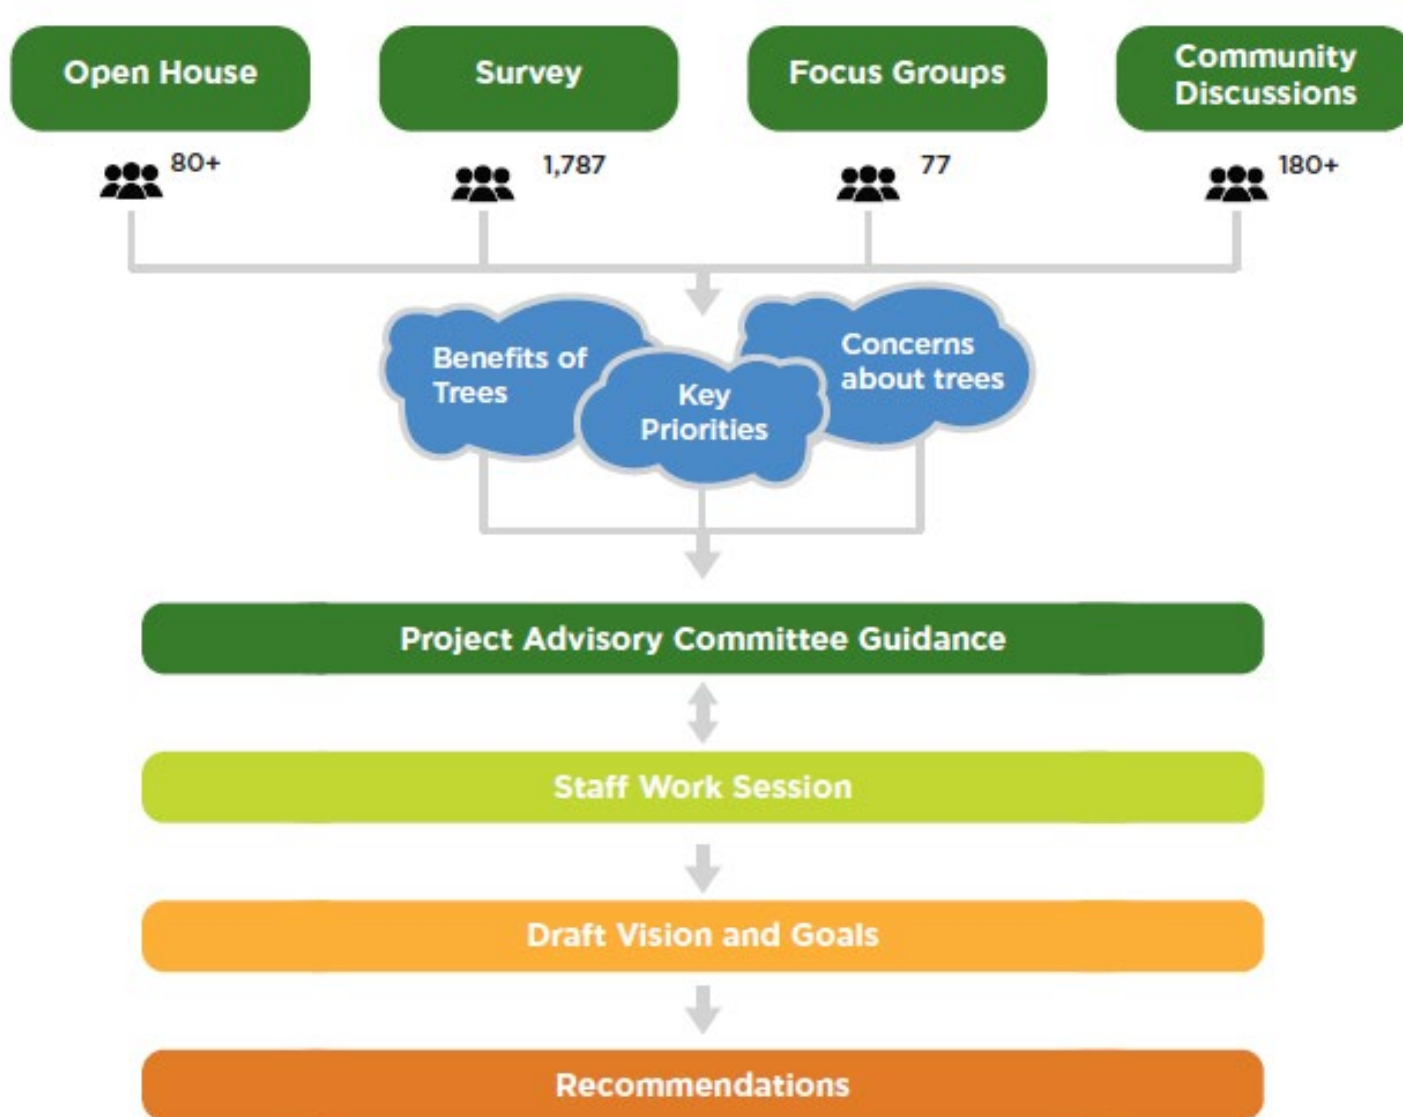 Open House
Survey
Focus Groups
Community
Discussions
80+
1,787
77
180+
Benefits of
Trees
Key
Priorities
Concerns
about trees
Project Advisory Committee Guidance
Staff Work Session
Draft Vision and Goals
Recommendations